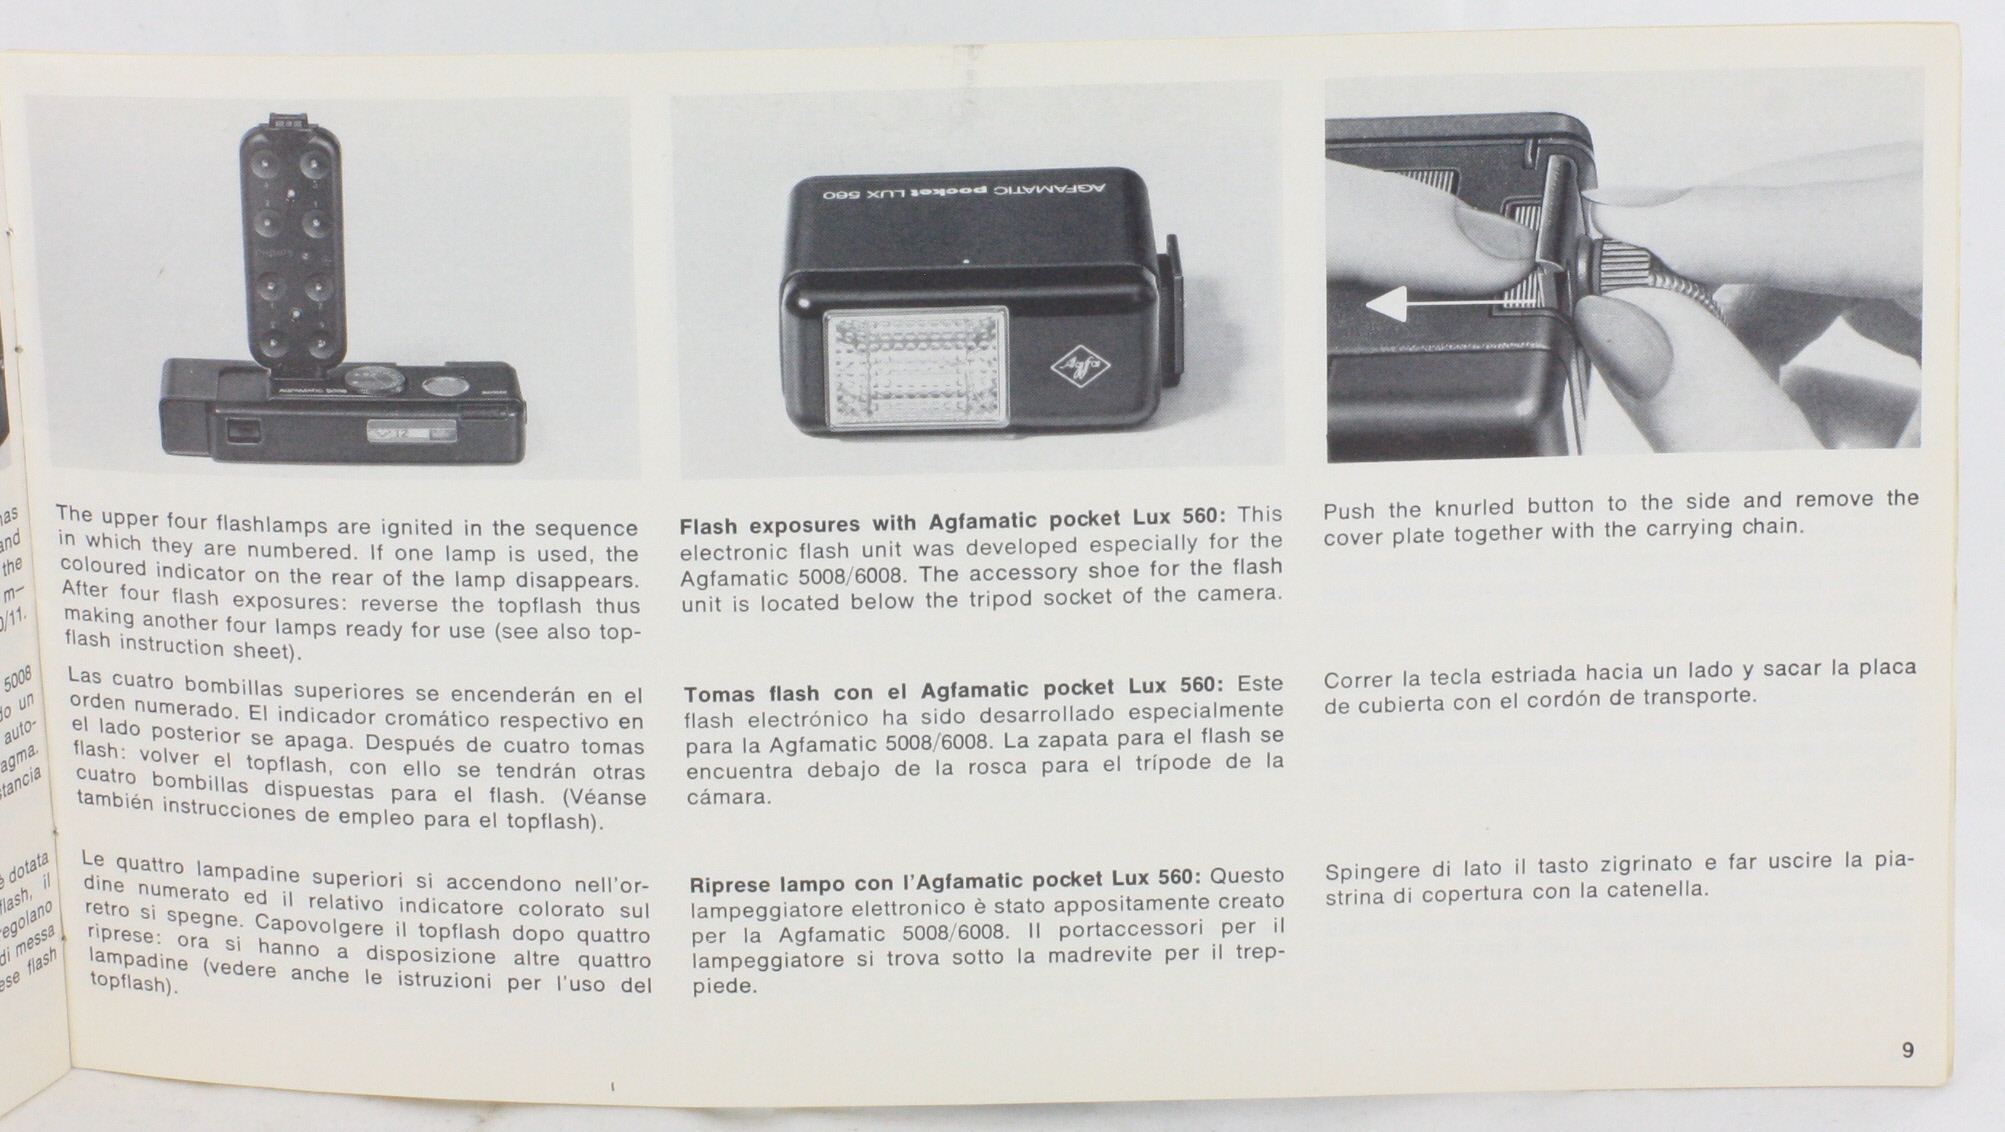 AGFAMATIC pocket LUX 560
The upper four flashlamps are ignited in the sequence
in which they are numbered. If one lamp is used, the
coloured indicator on the rear of the lamp disappears.
After four flash exposures: reverse the topflash thus
making another four lamps ready for use (see also top-
flash instruction sheet).
Las cuatro bombillas superiores se encenderán en el
orden numerado. El indicador cromático respectivo en
el lado posterior se apaga. Después de cuatro tomas
flash: volver el topflash, con ello se tendrán otras
cuatro bombillas dispuestas para el flash. (Véanse
también instrucciones de empleo para el topflash).
Le quattro lampadine superiori si accendono nell'or-
dine numerato ed il relativo indicatore colorato sul
retro si spegne. Capovolgere il topflash dopo quattro
riprese: ora si hanno a disposizione altre quattro
lampadine (vedere anche le istruzioni per l'uso del
topflash).
Flash exposures with Agfamatic pocket Lux 560: This
electronic flash unit was developed especially for the
Agfamatic 5008/6008. The accessory shoe for the flash
unit is located below the tripod socket of the camera.
Tomas flash con el Agfamatic pocket Lux 560: Este
flash electrónico ha sido desarrollado especialmente
para la Agfamatic 5008/6008. La zapata para el flash se
encuentra debajo de la rosca para el trípode de la
cámara.
Riprese lampo con l'Agfamatic pocket Lux 560: Questo
lampeggiatore elettronico è stato appositamente creato
per la Agfamatic 5008/6008. Il portaccessori per il
lampeggiatore si trova sotto la madrevite per il trep-
piede.
Push the knurled button to the side and remove the
cover plate together with the carrying chain.
Correr la tecla estriada hacia un lado y sacar la placa
de cubierta con el cordón de transporte.
Spingere di lato il tasto zigrinato e far uscire la pia-
strina di copertura con la catenella.
9